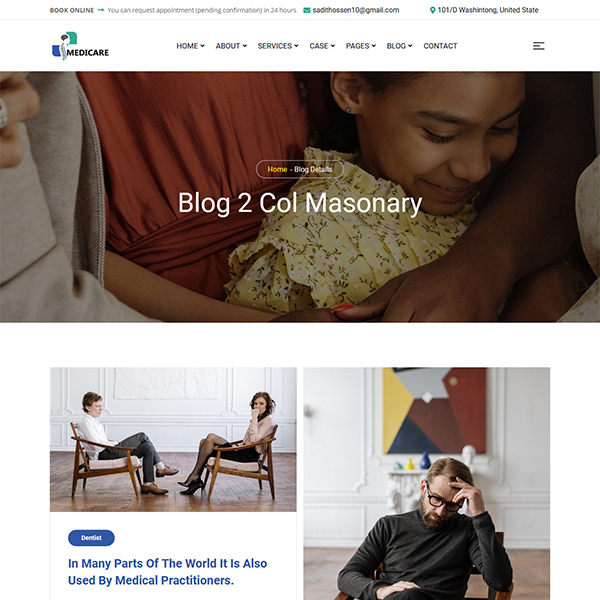 BOOK ONLINE → You can request appointment (pending confirmation) in 24 hours
sadithossen10@gmail.com
101/D Washintong, United State
MEDICARE
HOME ABOUT SERVICES CASE PAGES BLOG CONTACT
Home - Blog Details
Blog 2 Col Masonary
Dentist
In Many Parts Of The World It Is Also
Used By Medical Practitioners.